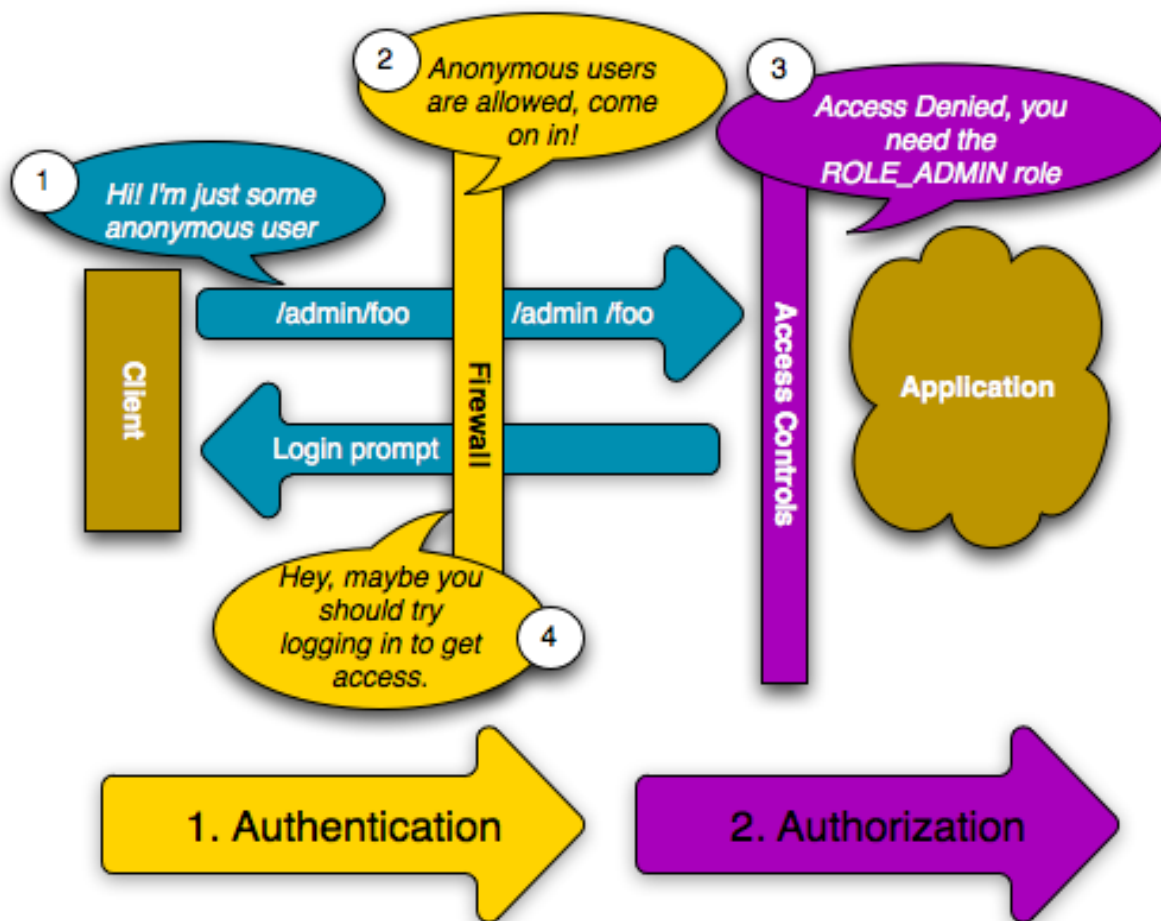 1
Hi! I'm just some
anonymous user
2
Anonymous users
are allowed, come
on in!
3
Access Denied, you
need the
ROLE_ADMIN role
Client
/admin/foo
/admin /foo
Firewall
Login prompt
Access Controls
Application
Hey, maybe you
should try
logging in to get
access.
4
1. Authentication
2. Authorization